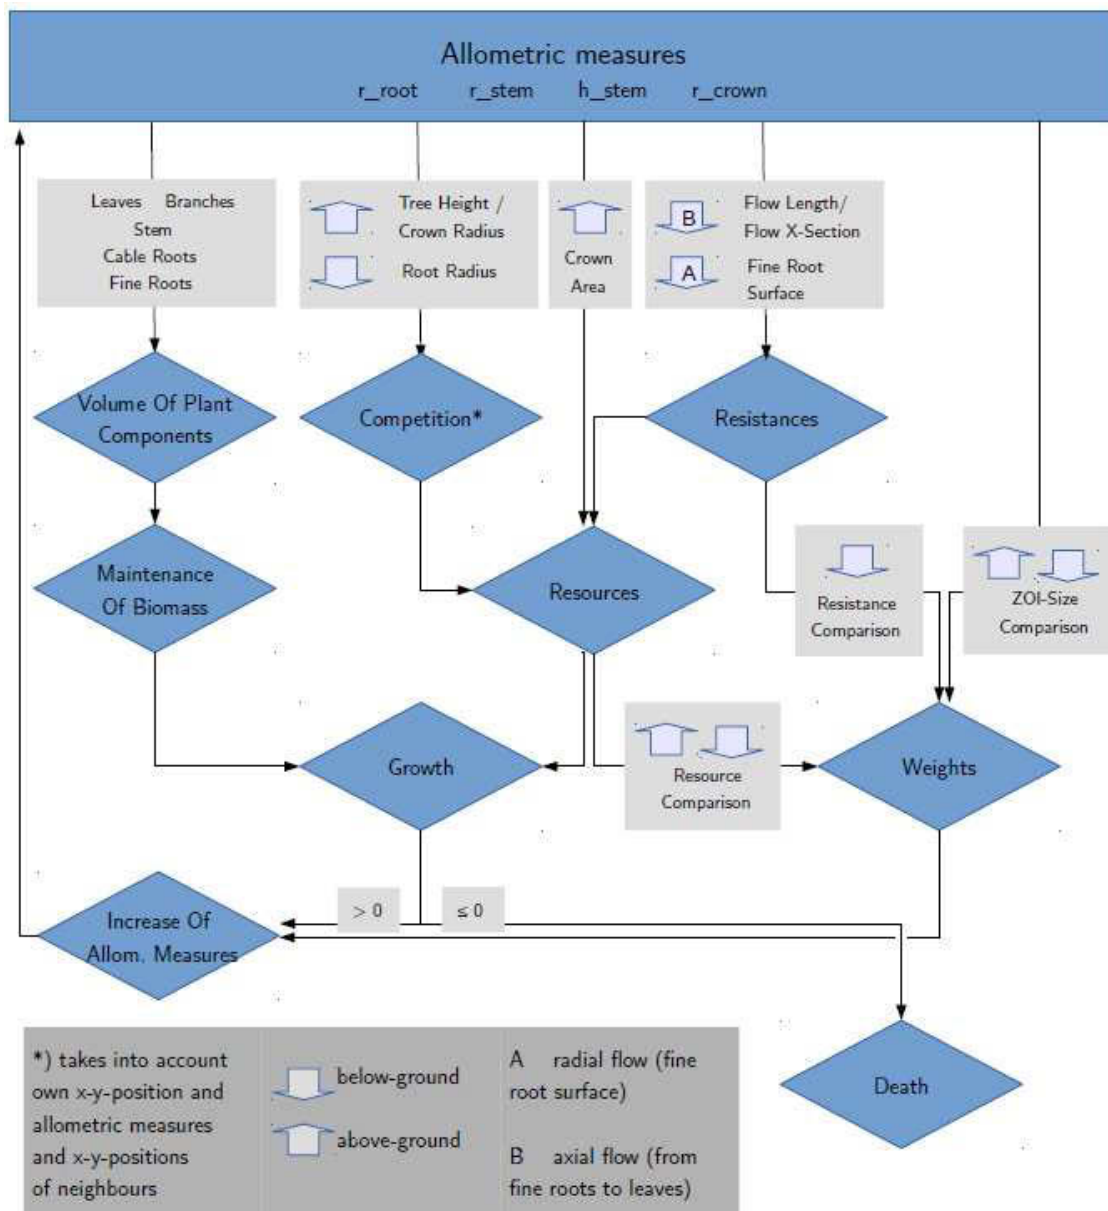 Allometric measures
r_root r_stem h_stem r_crown
Leaves Branches
Stem
Cable Roots
Fine Roots
Tree Height /
Crown Radius
Root Radius
Crown
Area
B
Flow Length/
Flow X-Section
A
Fine Root
Surface
Volume Of Plant
Components
Competition*
Resistances
Maintenance
Of Biomass
Resources
Resistance
Comparison
ZOI-Size
Comparison
Growth
Resource
Comparison
Weights
> 0
≤ 0
Increase Of
Allom. Measures
Death
*) takes into account
own x-y-position and
allometric measures
and x-y-positions
of neighbours
below-ground
above-ground
A radial flow (fine
root surface)
B axial flow (from
fine roots to leaves)